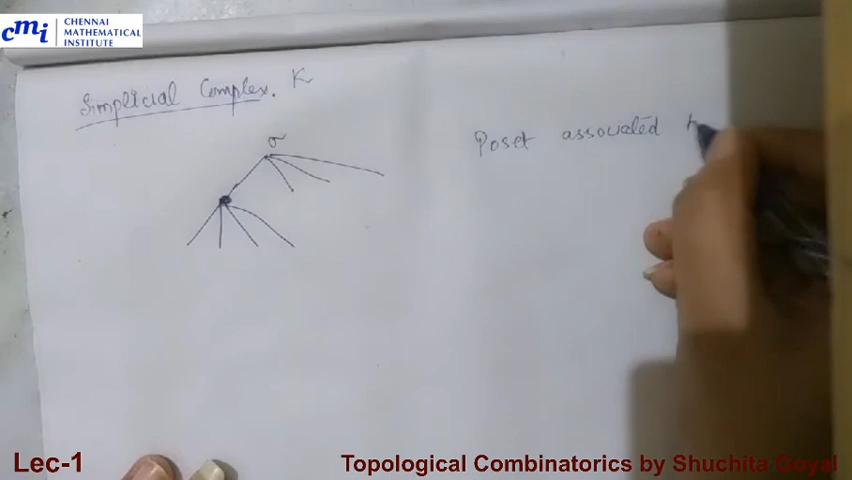 cmi CHENNAI
MATHEMATICAL
INSTITUTE
Simplicial Complex. K
σ
Poset associated
Lec-1
Topological Combinatorics by Shuchita Goyal